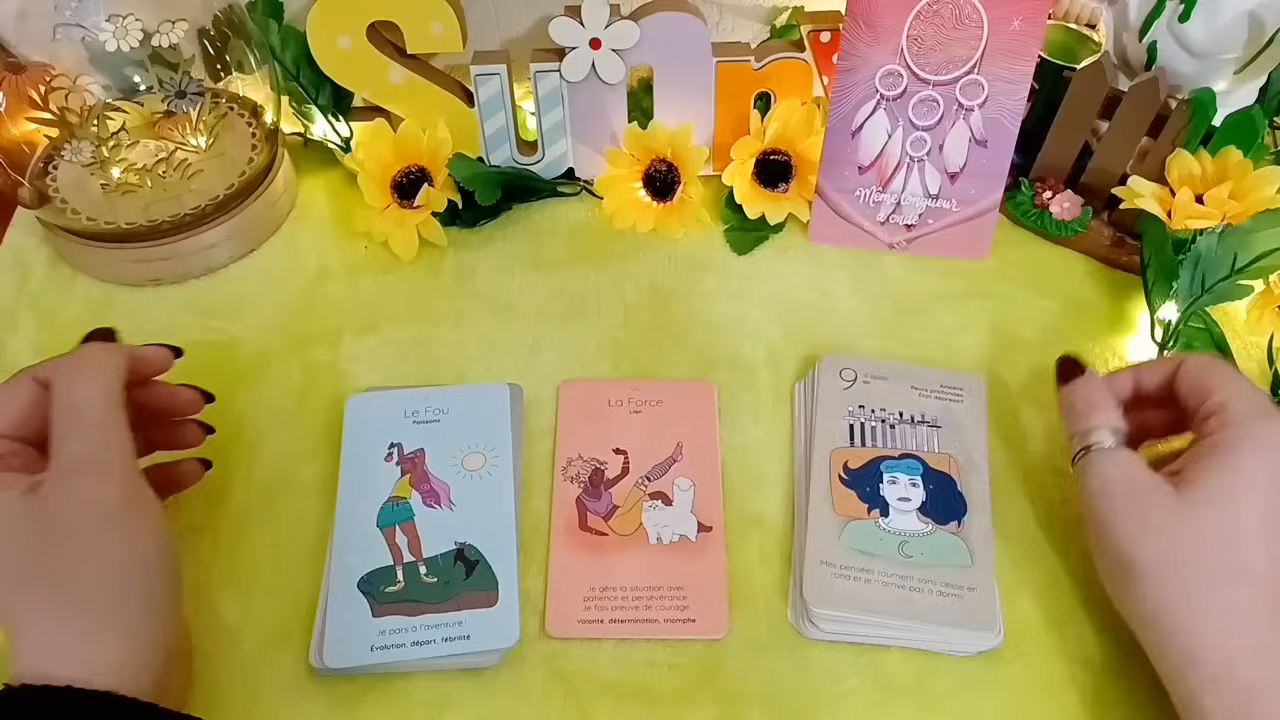 Sun
Même longueur
d'onde
Le Fou
Poissons
Je pars à l'aventure!
Évolution, départ, fébrilité
La Force
Lion
Je gère la situation avec
patience et persévérance
Je fais preuve de courage
Volonté, détermination, triomphe
9
d'épée
Anxiété
Peurs profondes
État dépressif
Mes pensées tournent sans cesse en
rond et je n'arrive pas à dormir